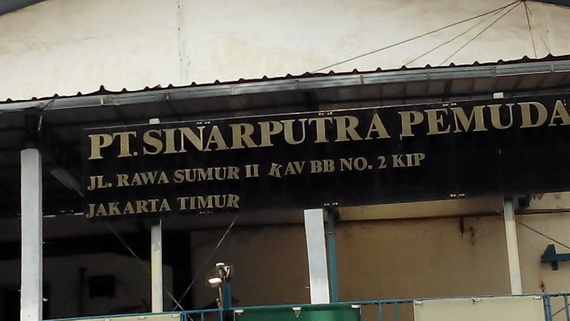 PT. SINARPUTRA PEMUDA
JL. RAWA SUMUR II KAV BB NO. 2 KIP
JAKARTA TIMUR